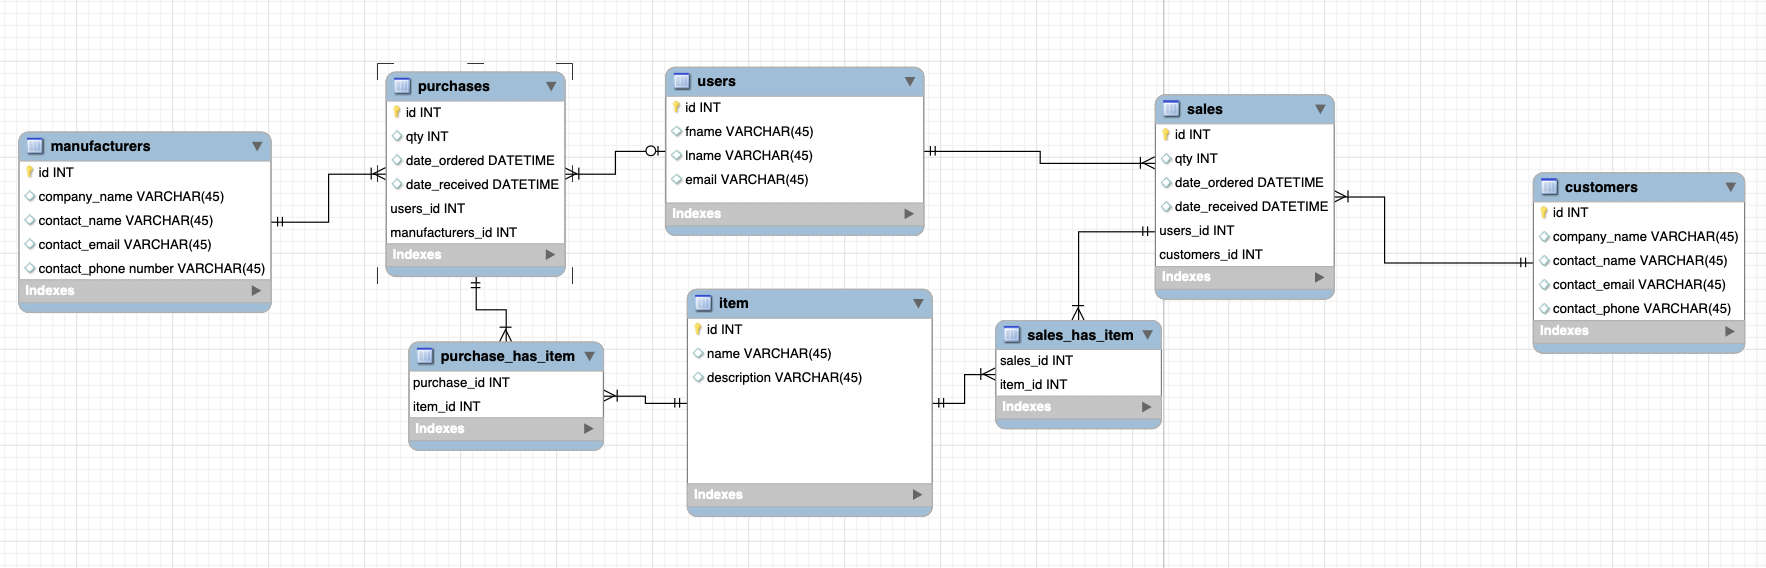 manufacturers
id INT
company_name VARCHAR(45)
contact_name VARCHAR(45)
contact_email VARCHAR(45)
contact_phone number VARCHAR(45)
Indexes
purchases
id INT
qty INT
date_ordered DATETIME
date_received DATETIME
users_id INT
manufacturers_id INT
Indexes
users
id INT
fname VARCHAR(45)
lname VARCHAR(45)
email VARCHAR(45)
Indexes
sales
id INT
qty INT
date_ordered DATETIME
date_received DATETIME
users_id INT
customers_id INT
Indexes
customers
id INT
company_name VARCHAR(45)
contact_name VARCHAR(45)
contact_email VARCHAR(45)
contact_phone VARCHAR(45)
Indexes
purchase_has_item
purchase_id INT
item_id INT
Indexes
item
id INT
name VARCHAR(45)
description VARCHAR(45)
Indexes
sales_has_item
sales_id INT
item_id INT
Indexes